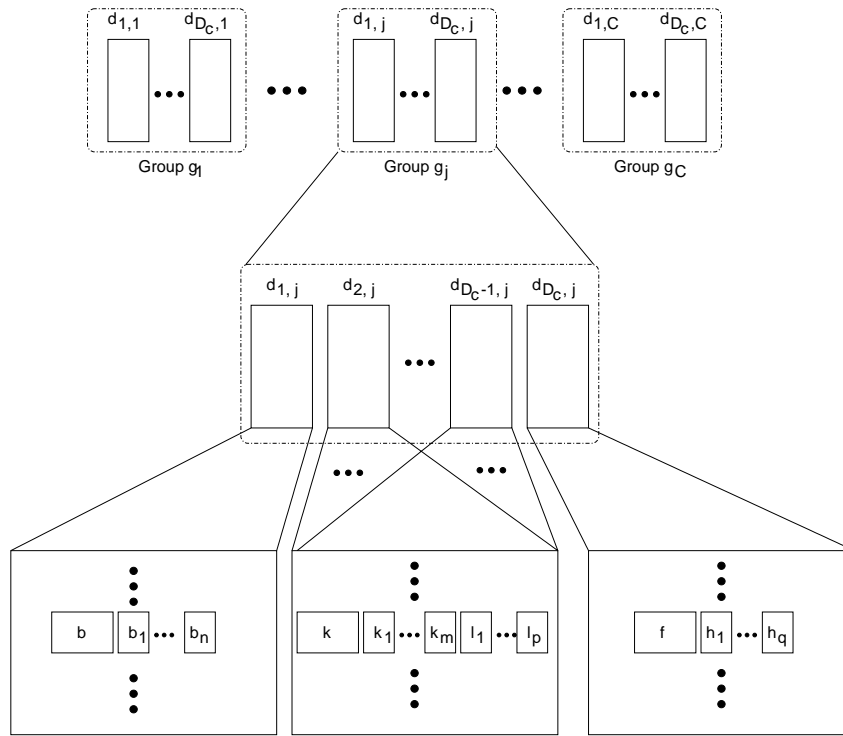 d1,1 dDc,1 d1,j dDc,j d1,C dDc,C
Group g1 Group gj Group gC
d1,j d2,j dDc-1,j dDc,j
b b1 bn k k1 km l1 lp f h1 hq